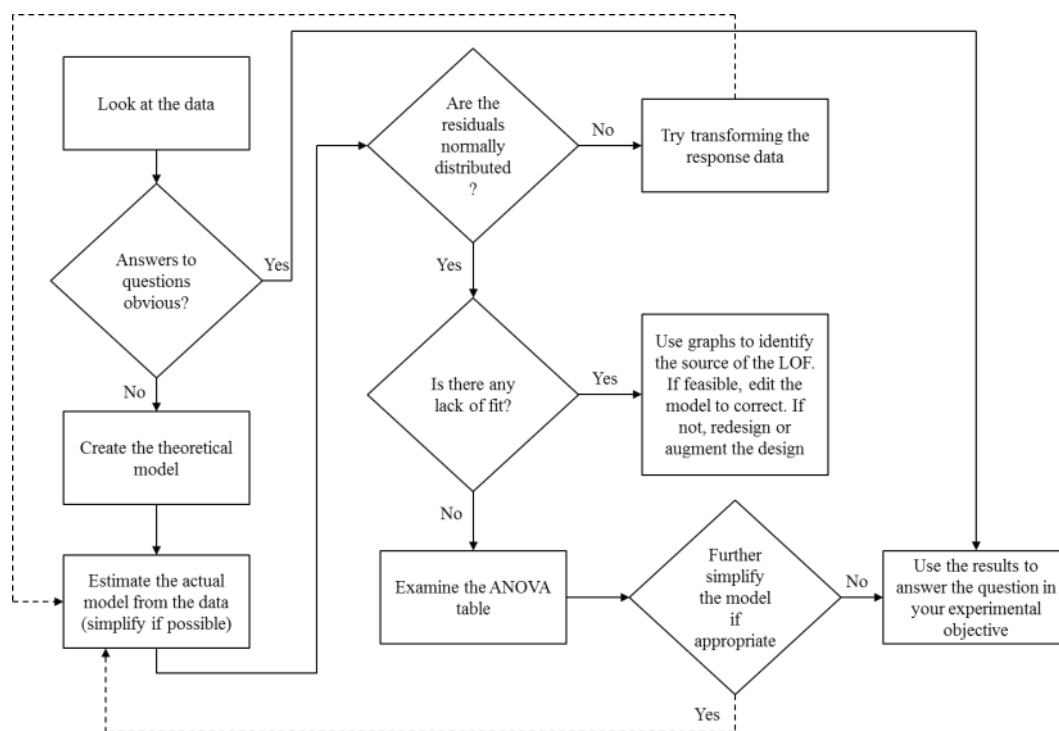 Look at the data
Answers to
questions
obvious?
Yes
No
Create the theoretical
model
Estimate the actual
model from the data
(simplify if possible)
Are the
residuals
normally
distributed
?
No
Try transforming the
response data
Yes
Is there any
lack of fit?
Yes
Use graphs to identify
the source of the LOF.
If feasible, edit the
model to correct. If
not, redesign or
augment the design
No
Examine the ANOVA
table
Further
simplify
the model
if
appropriate
No
Yes
Use the results to
answer the question in
your experimental
objective